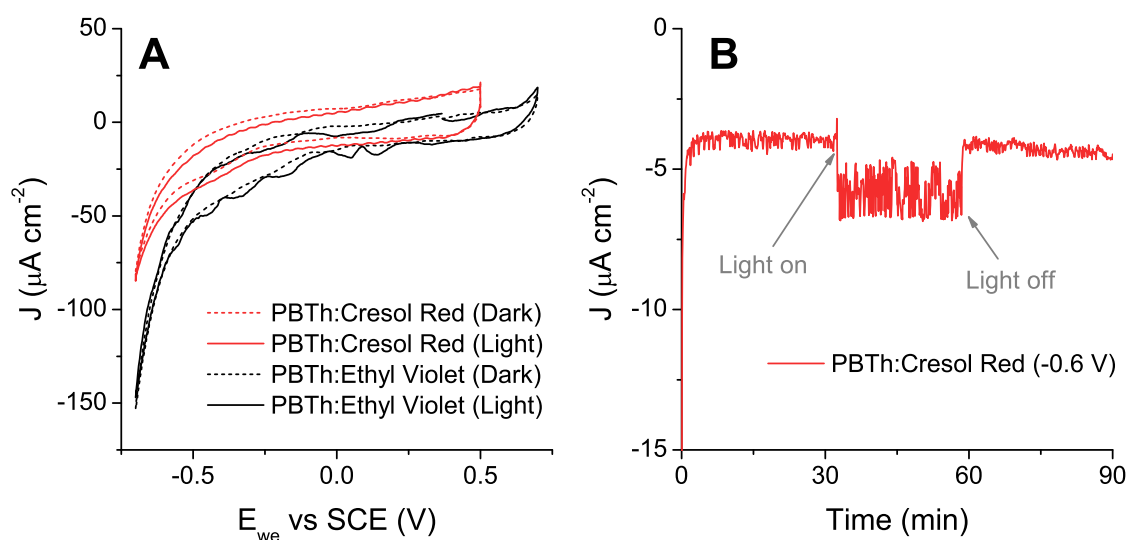 A
50
0
-50
-100
-150
J (μA cm-2)
-0.5
0.0
0.5
Ewe vs SCE (V)
PBTh:Cresol Red (Dark)
PBTh:Cresol Red (Light)
PBTh:Ethyl Violet (Dark)
PBTh:Ethyl Violet (Light)
B
0
-5
-10
-15
J (μA cm-2)
0
30
60
90
Time (min)
Light on
Light off
PBTh:Cresol Red (-0.6 V)